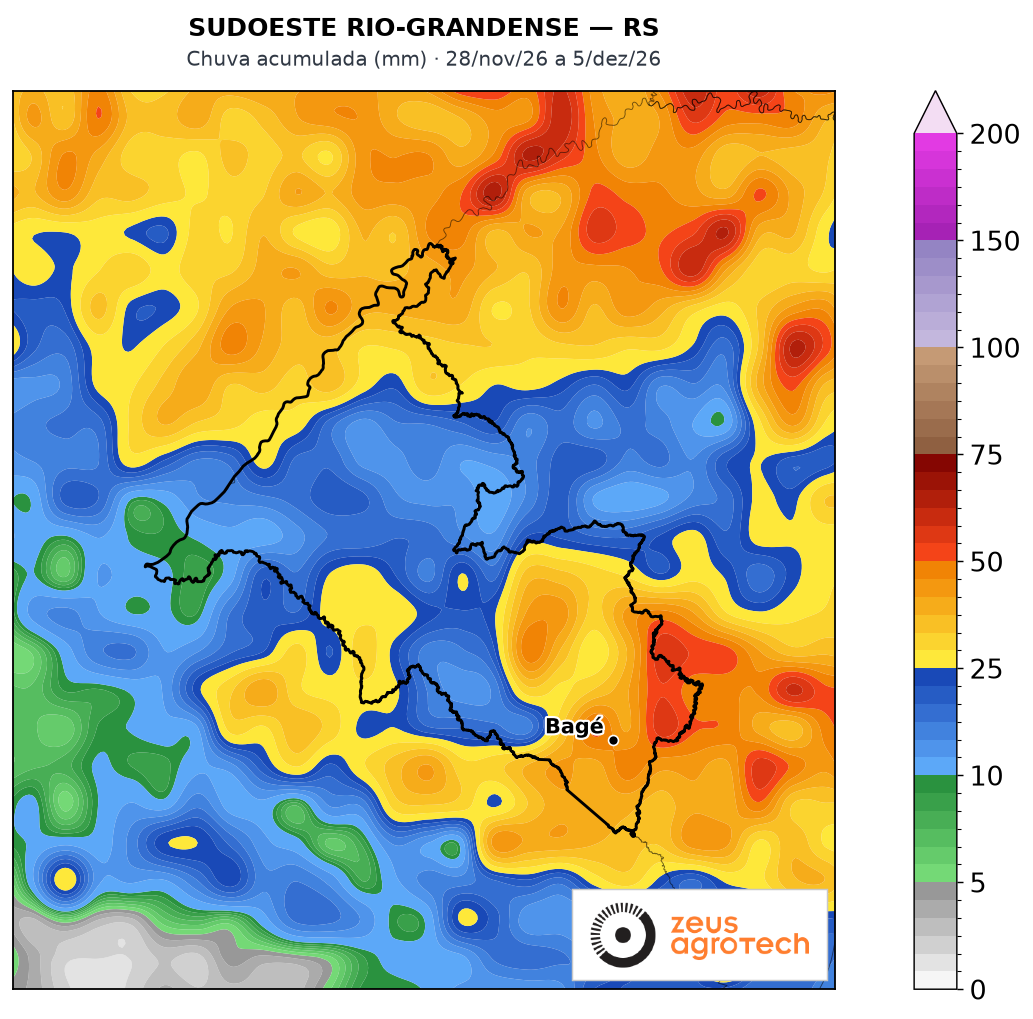 SUDOESTE RIO-GRANDENSE — RS
Chuva acumulada (mm) · 28/nov/26 a 5/dez/26
200
150
100
75
50
25
10
5
0
Bagé
zeus
agrotech